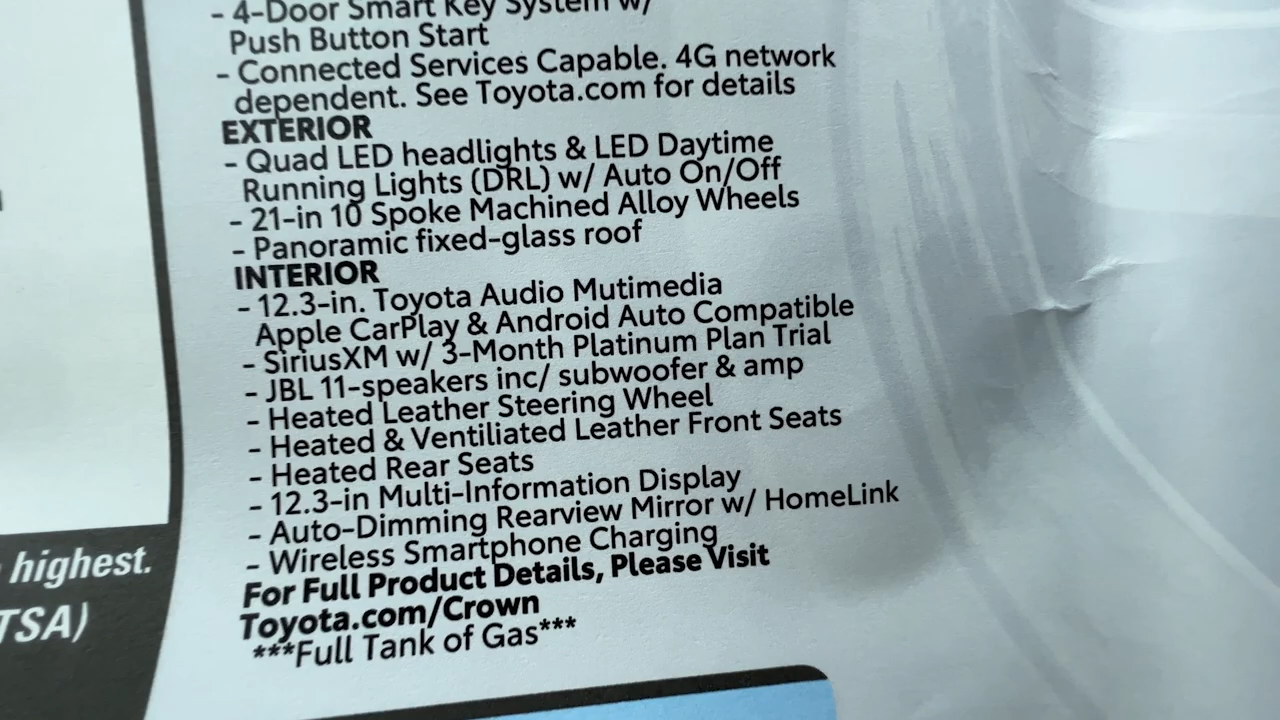 - 4-Door Smart Key System w/
Push Button Start
- Connected Services Capable. 4G network
dependent. See Toyota.com for details
EXTERIOR
- Quad LED headlights & LED Daytime
Running Lights (DRL) w/ Auto On/Off
- 21-in 10 Spoke Machined Alloy Wheels
- Panoramic fixed-glass roof
INTERIOR
- 12.3-in. Toyota Audio Mutimedia
Apple CarPlay & Android Auto Compatible
- SiriusXM w/ 3-Month Platinum Plan Trial
- JBL 11-speakers inc/ subwoofer & amp
- Heated Leather Steering Wheel
- Heated & Ventiliated Leather Front Seats
- Heated Rear Seats
- 12.3-in Multi-Information Display
- Auto-Dimming Rearview Mirror w/ HomeLink
- Wireless Smartphone Charging
For Full Product Details, Please Visit
Toyota.com/Crown
***Full Tank of Gas***
highest.
TSA)